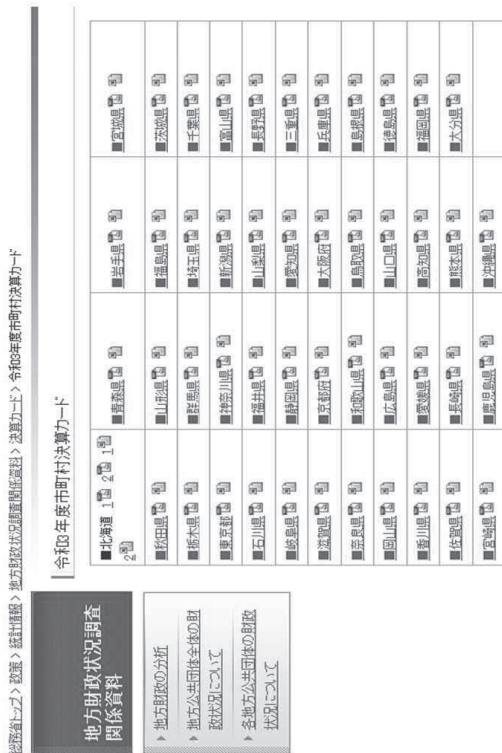 総務省トップ > 政策 > 統計情報 > 地方財政状況調査関係資料 > 決算カード > 令和3年度市町村決算カード
地方財政状況調査
関係資料
地方財政の分析
地方公共団体全体の財
政状況について
各地方公共団体の財政
状況について
令和3年度市町村決算カード
■北海道 1 2 1
2
■青森県
■岩手県
■宮城県
■秋田県
■山形県
■福島県
■茨城県
■栃木県
■群馬県
■埼玉県
■千葉県
■東京都
■神奈川県
■新潟県
■富山県
■石川県
■福井県
■山梨県
■長野県
■岐阜県
■静岡県
■愛知県
■三重県
■滋賀県
■京都府
■大阪府
■兵庫県
■奈良県
■和歌山県
■鳥取県
■島根県
■岡山県
■広島県
■山口県
■徳島県
■香川県
■愛媛県
■高知県
■福岡県
■佐賀県
■長崎県
■熊本県
■大分県
■宮崎県
■鹿児島県
■沖縄県